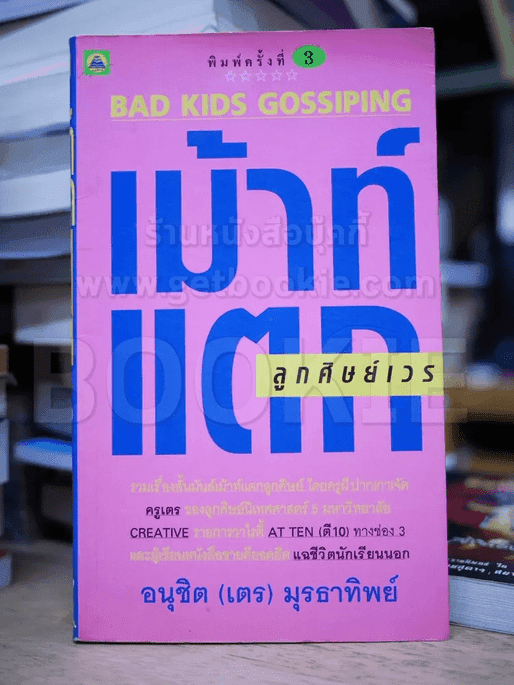 พิมพ์ครั้งที่ 3
BAD KIDS GOSSIPING
เม้าท์
ร้านหนังสือบุ๊คกี้
www.getbookie.com
แตก
BOOKIE
ลูกศิษย์เวร
รวมเรื่องสั้นมันส์เม้าท์แตกลูกศิษย์ โดยครูผีปากการจัด
ครูเตร ของลูกศิษย์นิเทศศาสตร์ 5 มหาวิทยาลัย
CREATIVE รายการวาไรตี้ AT TEN (ตี10) ทางช่อง 3
และผู้เขียนหนังสือขายดียอดฮิต แฉชีวิตนักเรียนนอก
อนุชิต (เตร) มุรธาทิพย์